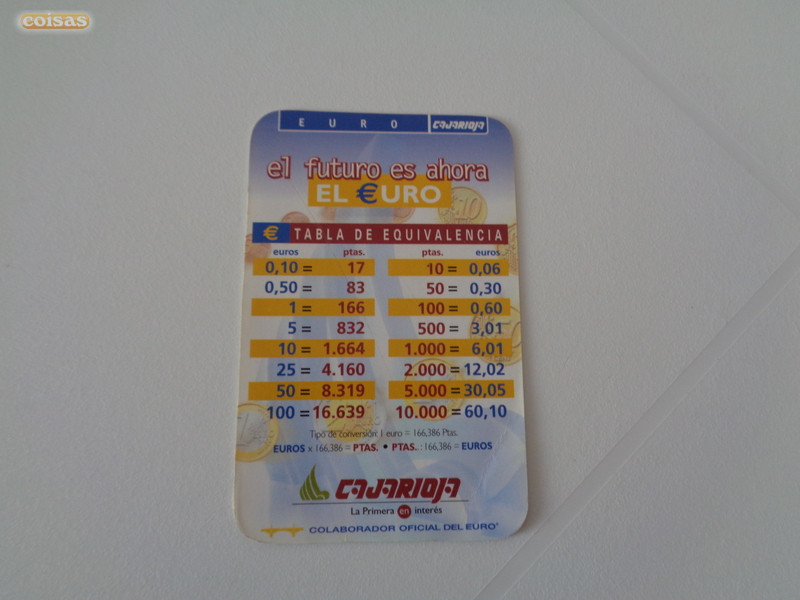 coisas
EURO CAJARIOJA
el futuro es ahora
EL €URO
€ TABLA DE EQUIVALENCIA
euros ptas. ptas. euros
0,10 = 17 10 = 0,06
0,50 = 83 50 = 0,30
1 = 166 100 = 0,60
5 = 832 500 = 3,01
10 = 1.664 1.000 = 6,01
25 = 4.160 2.000 = 12,02
50 = 8.319 5.000 = 30,05
100 = 16.639 10.000 = 60,10
Tipo de conversión: 1 euro = 166,386 Ptas.
EUROS x 166,386 = PTAS. • PTAS. : 166,386 = EUROS
CAJARIOJA
La Primera en interés
COLABORADOR OFICIAL DEL EURO